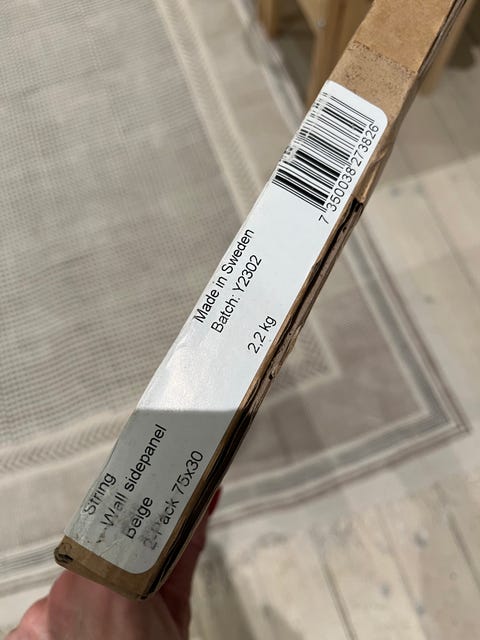 String
Wall sidepanel
Beige
2-pack 75x30
Made in Sweden
Batch: Y2302
2,2 kg
7 350038 273826